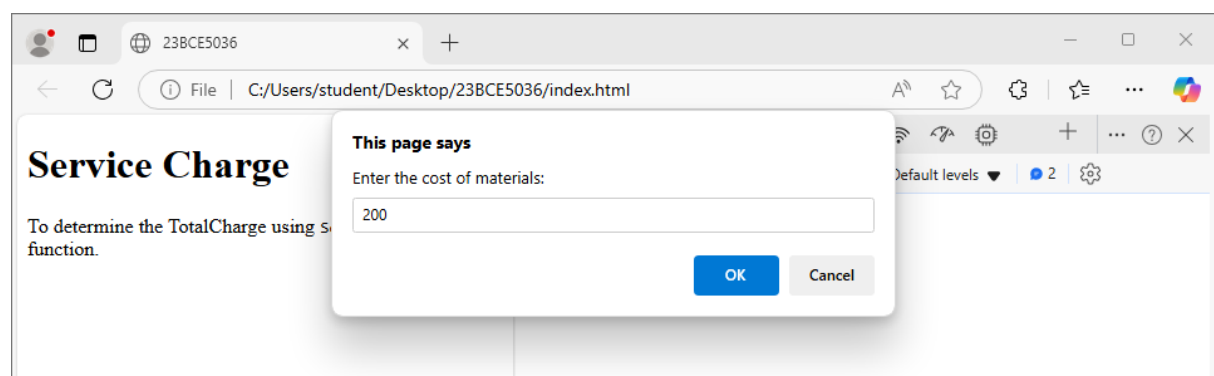 23BCE5036
File | C:/Users/student/Desktop/23BCE5036/index.html
This page says
Enter the cost of materials:
200
OK Cancel
Service Charge
To determine the TotalCharge using
function.
Default levels
2